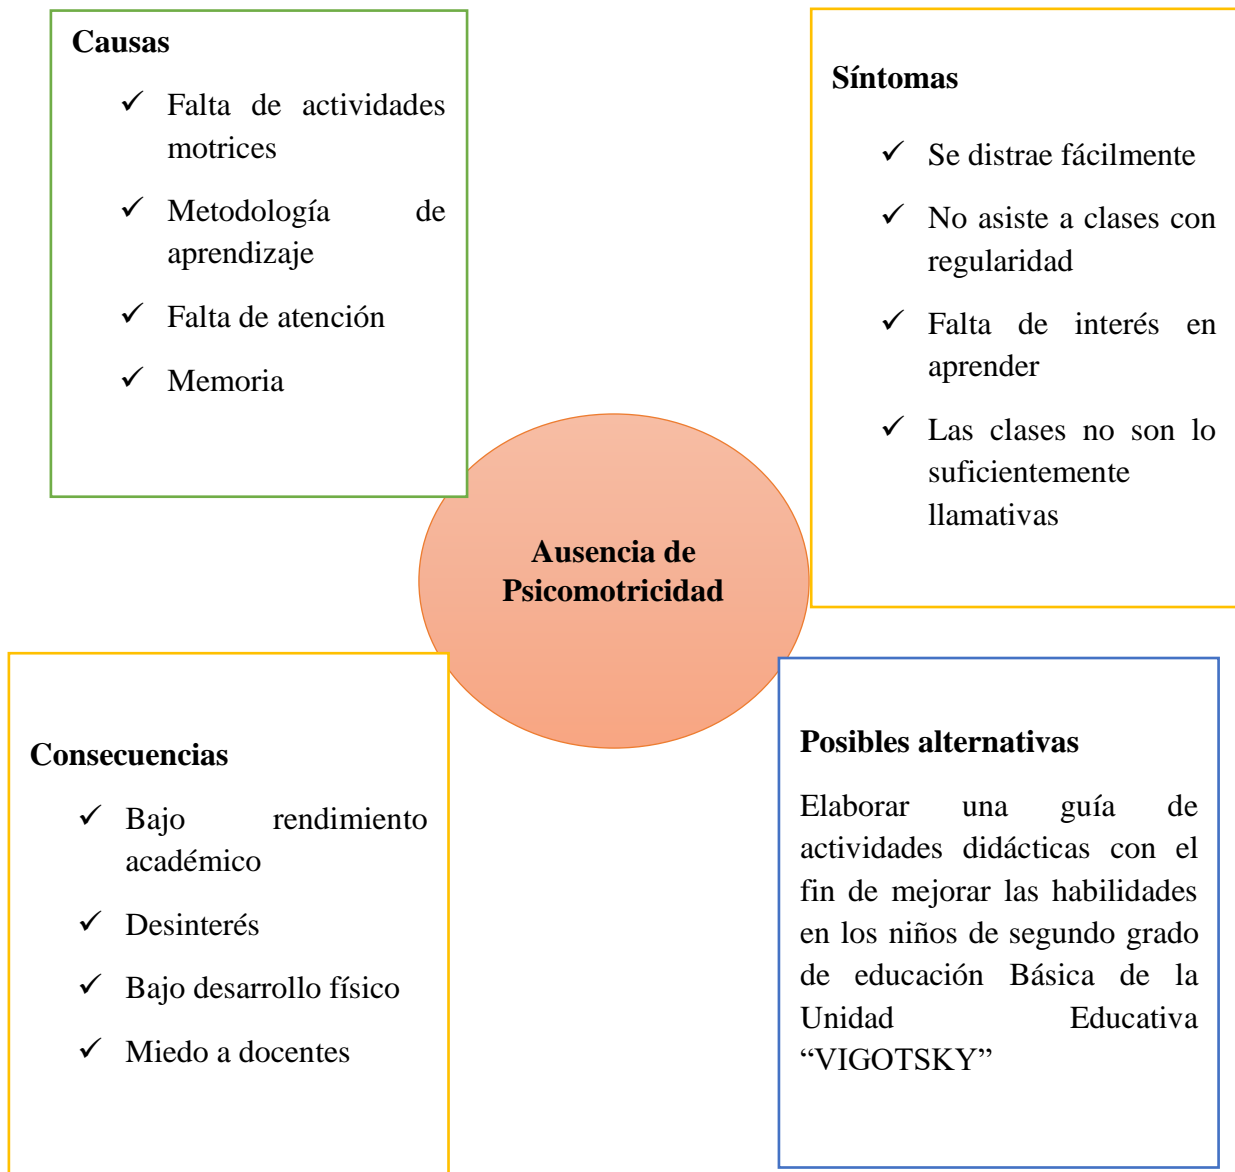 Causas
✓ Falta de actividades
motrices
✓ Metodología de
aprendizaje
✓ Falta de atención
✓ Memoria
Síntomas
✓ Se distrae fácilmente
✓ No asiste a clases con
regularidad
✓ Falta de interés en
aprender
✓ Las clases no son lo
suficientemente
llamativas
Ausencia de
Psicomotricidad
Consecuencias
✓ Bajo rendimiento
académico
✓ Desinterés
✓ Bajo desarrollo físico
✓ Miedo a docentes
Posibles alternativas
Elaborar una guía de
actividades didácticas con el
fin de mejorar las habilidades
en los niños de segundo grado
de educación Básica de la
Unidad Educativa
“VIGOTSKY”